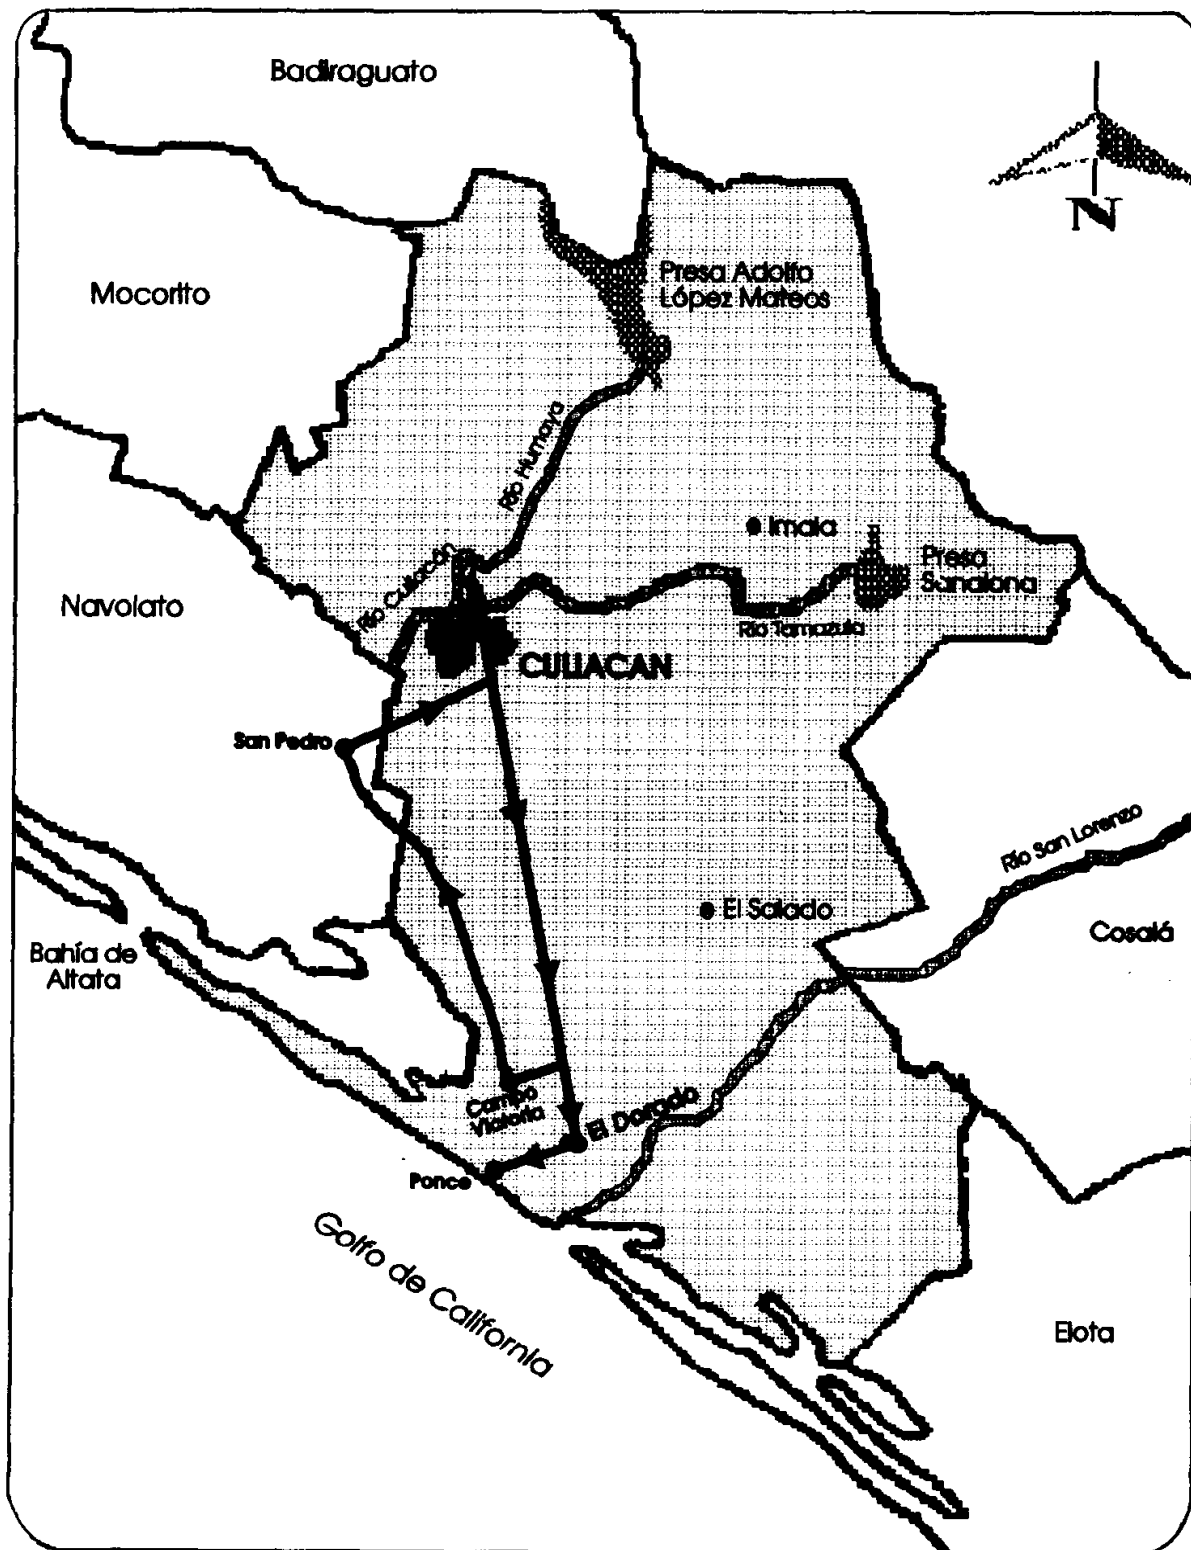 Badiraguato
N
Presa Adolfo
López Mateos
Mocorito
Río Humaya
Imala
Presa
Sanalona
Río Culiacán
Navolato
Río Tamazula
CULIACAN
San Pedro
Río San Lorenzo
El Salado
Cosalá
Bahía de
Altata
Campo
Victoria
El Dorado
Ponce
Golfo de California
Elota